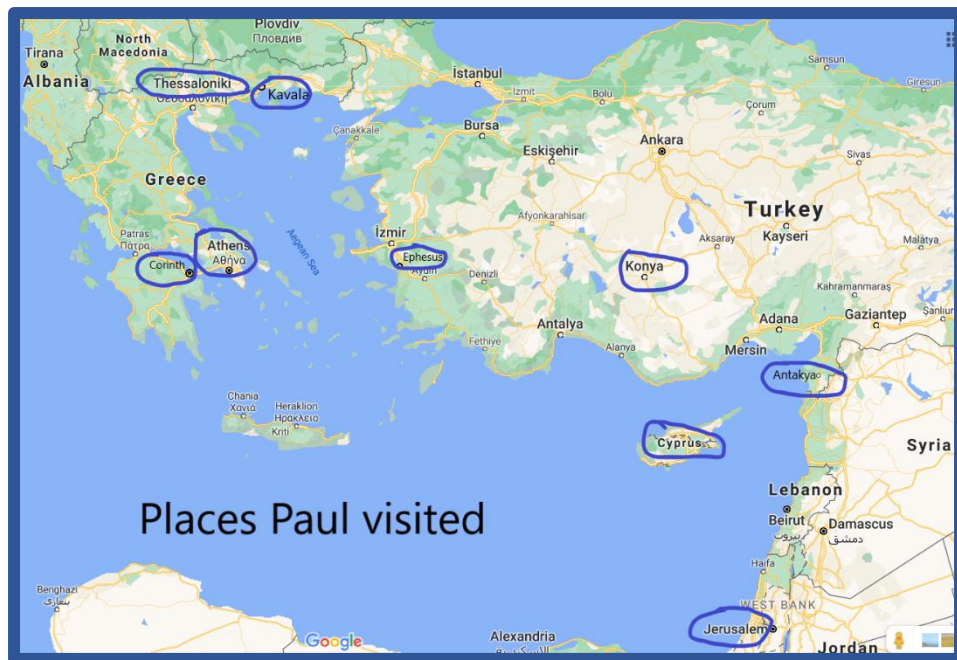 Plovdiv
Пловдив
North
Macedonia
Tirana
Albania
Thessaloniki
Θεσσαλονίκη
Kavala
İstanbul
İzmit
Bolu
Samsun
Giresun
Çorum
Çanakkale
Bursa
Eskişehir
Ankara
Sivas
Greece
Turkey
Afyonkarahisar
Aksaray
Kayseri
Malatya
Patras
Πάτρα
Athens
Αθήνα
Corinth
Aegean Sea
İzmir
Ephesus
Aydın
Denizli
Konya
Kahramanmaraş
Adana
Gaziantep
Antalya
Fethiye
Alanya
Mersin
Antakya
Chania
Χανιά
Heraklion
Ηράκλειο
Kriti
Cyprus
Syria
Lebanon
Beirut
بيروت
Damascus
دمشق
Places Paul visited
Haifa
Benghazi
بنغازي
WEST BANK
Jerusalem
Jordan
Alexandria
Google